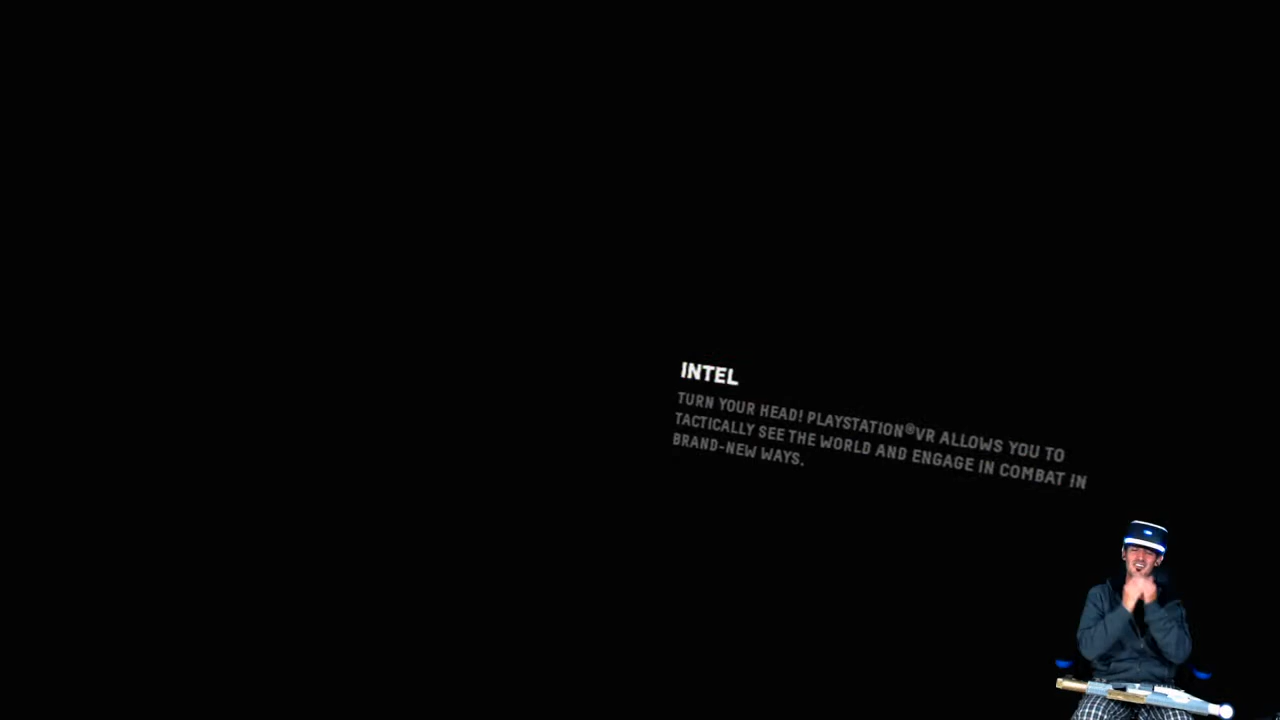 INTEL
TURN YOUR HEAD! PLAYSTATION®VR ALLOWS YOU TO
TACTICALLY SEE THE WORLD AND ENGAGE IN COMBAT IN
BRAND-NEW WAYS.